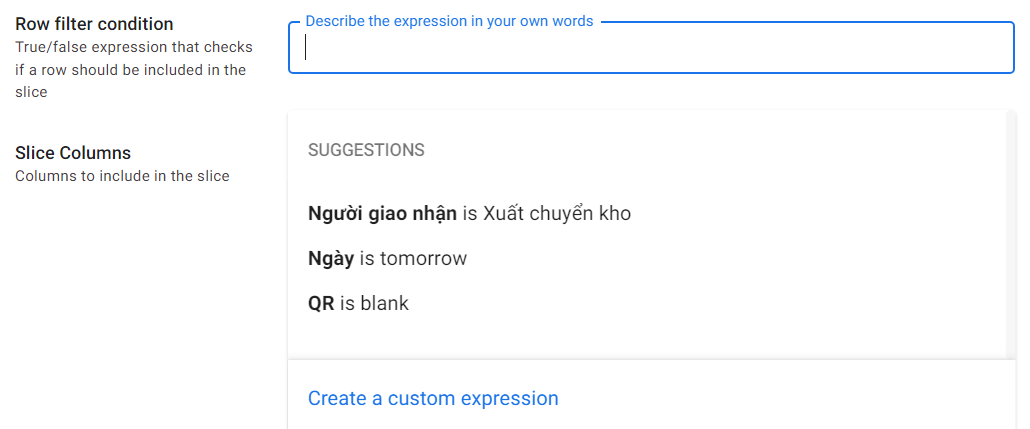 Row filter condition
True/false expression that checks
if a row should be included in the
slice
Describe the expression in your own words
Slice Columns
Columns to include in the slice
SUGGESTIONS
Người giao nhận is Xuất chuyển kho
Ngày is tomorrow
QR is blank
Create a custom expression